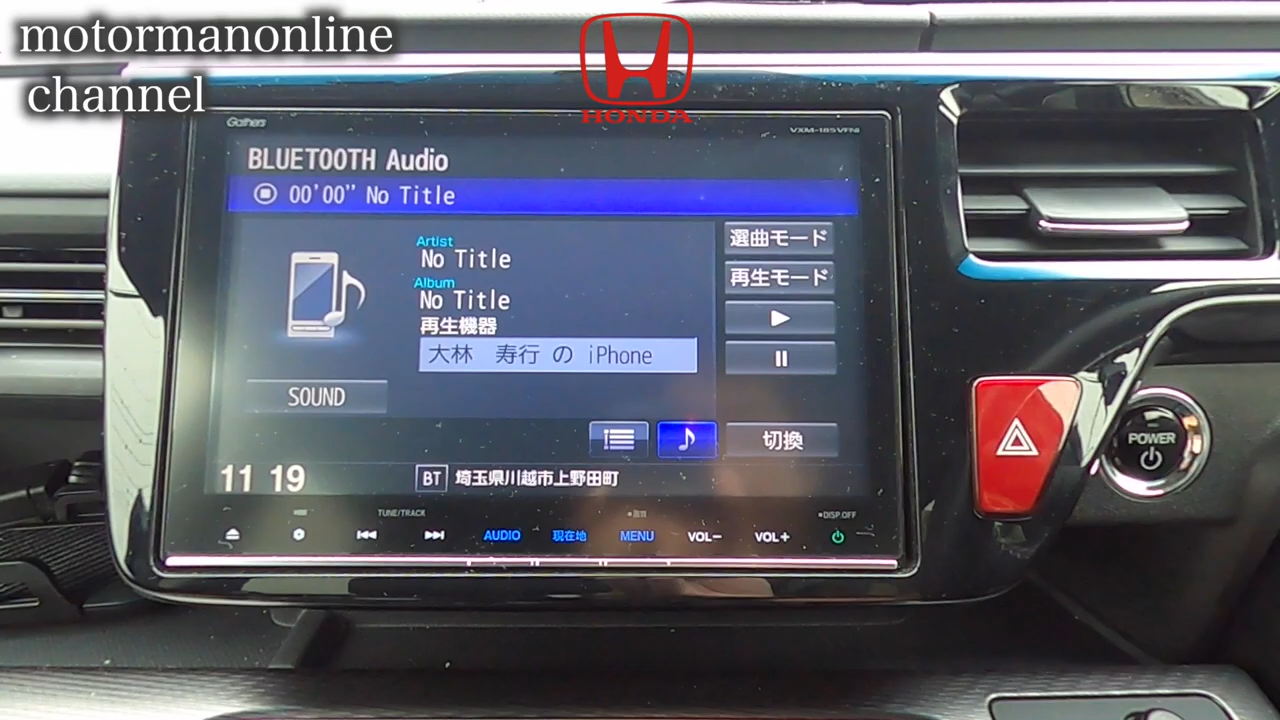 motormanonline
channel
HONDA
Gathers
VXM-185VFNi
BLUETOOTH Audio
00'00" No Title
Artist
No Title
Album
No Title
再生機器
大林 寿行 の iPhone
SOUND
選曲モード
再生モード
切換
11 19
BT 埼玉県川越市上野田町
TUNE/TRACK
DISP.OFF
AUDIO 現在地 MENU VOL− VOL+
POWER